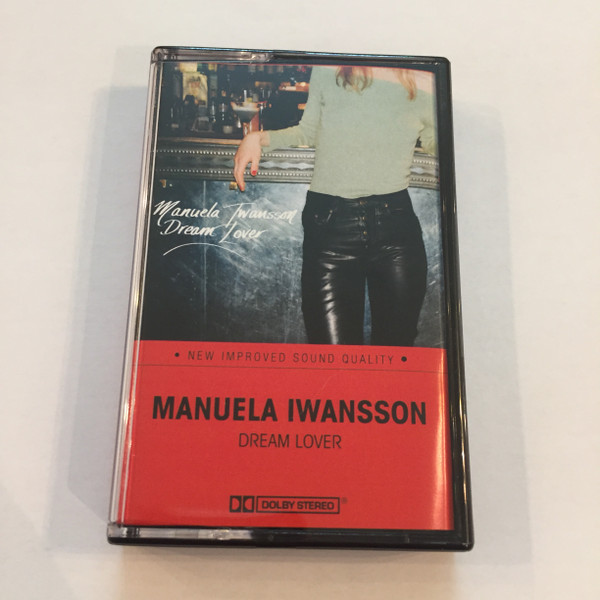 Manuela Iwansson
Dream Lover
• NEW IMPROVED SOUND QUALITY •
MANUELA IWANSSON
DREAM LOVER
DOLBY STEREO®